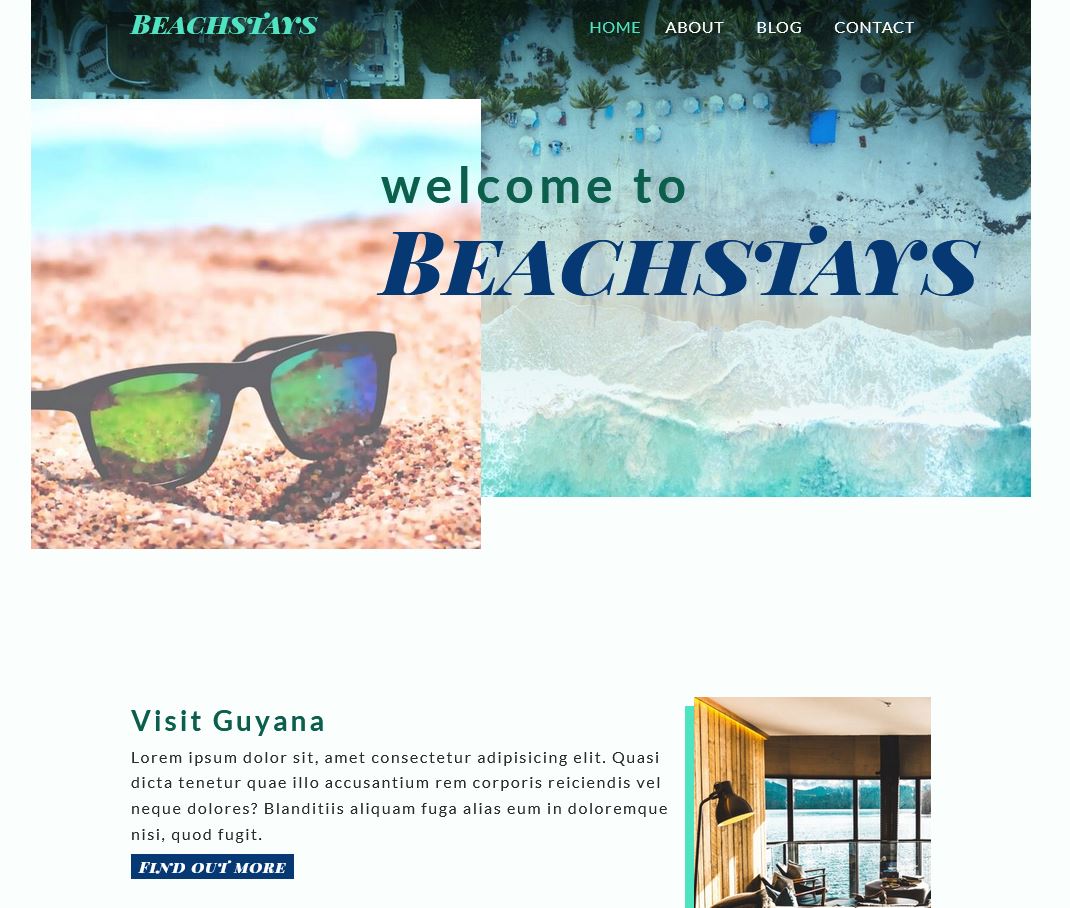 Beachstays
HOME ABOUT BLOG CONTACT
welcome to
Beachstays
Visit Guyana
Lorem ipsum dolor sit, amet consectetur adipisicing elit. Quasi
dicta tenetur quae illo accusantium rem corporis reiciendis vel
neque dolores? Blanditiis aliquam fuga alias eum in doloremque
nisi, quod fugit.
Find out more